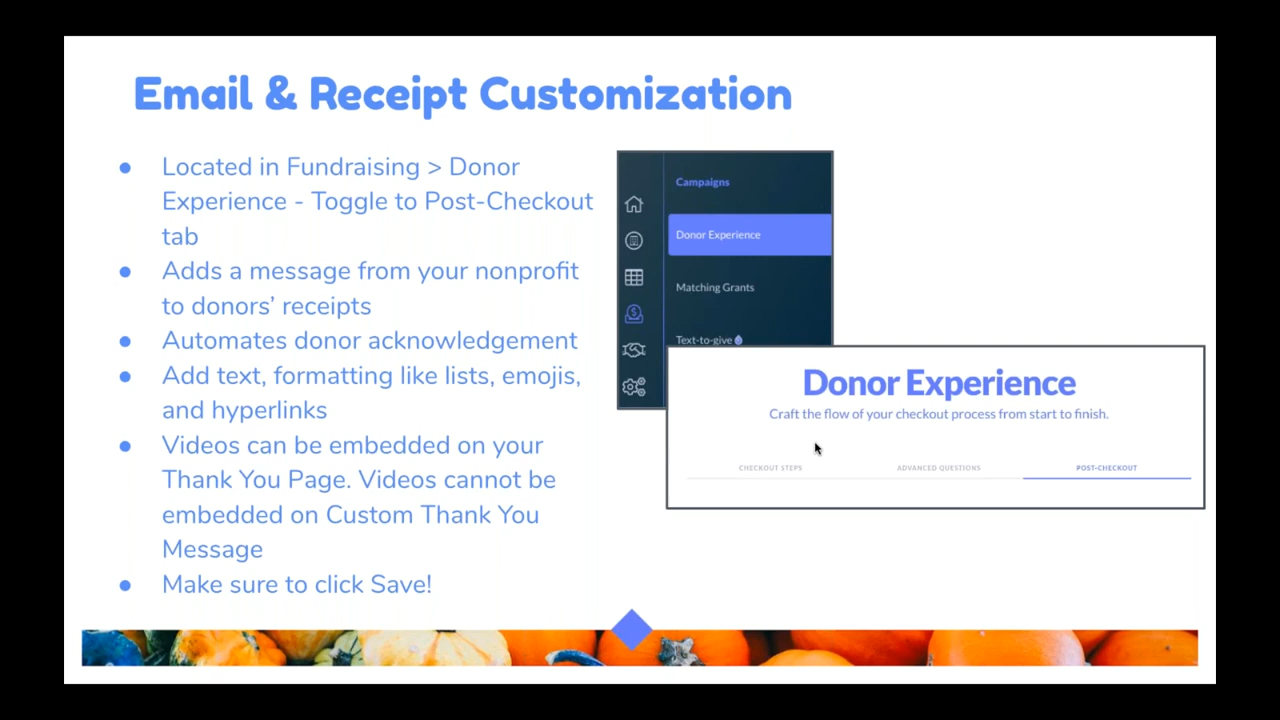 Email & Receipt Customization
● Located in Fundraising > Donor
Experience - Toggle to Post-Checkout
tab
● Adds a message from your nonprofit
to donors’ receipts
● Automates donor acknowledgement
● Add text, formatting like lists, emojis,
and hyperlinks
● Videos can be embedded on your
Thank You Page. Videos cannot be
embedded on Custom Thank You
Message
● Make sure to click Save!
Campaigns
Donor Experience
Matching Grants
Text-to-give
Donor Experience
Craft the flow of your checkout process from start to finish.
CHECKOUT STEPS
ADVANCED QUESTIONS
POST-CHECKOUT